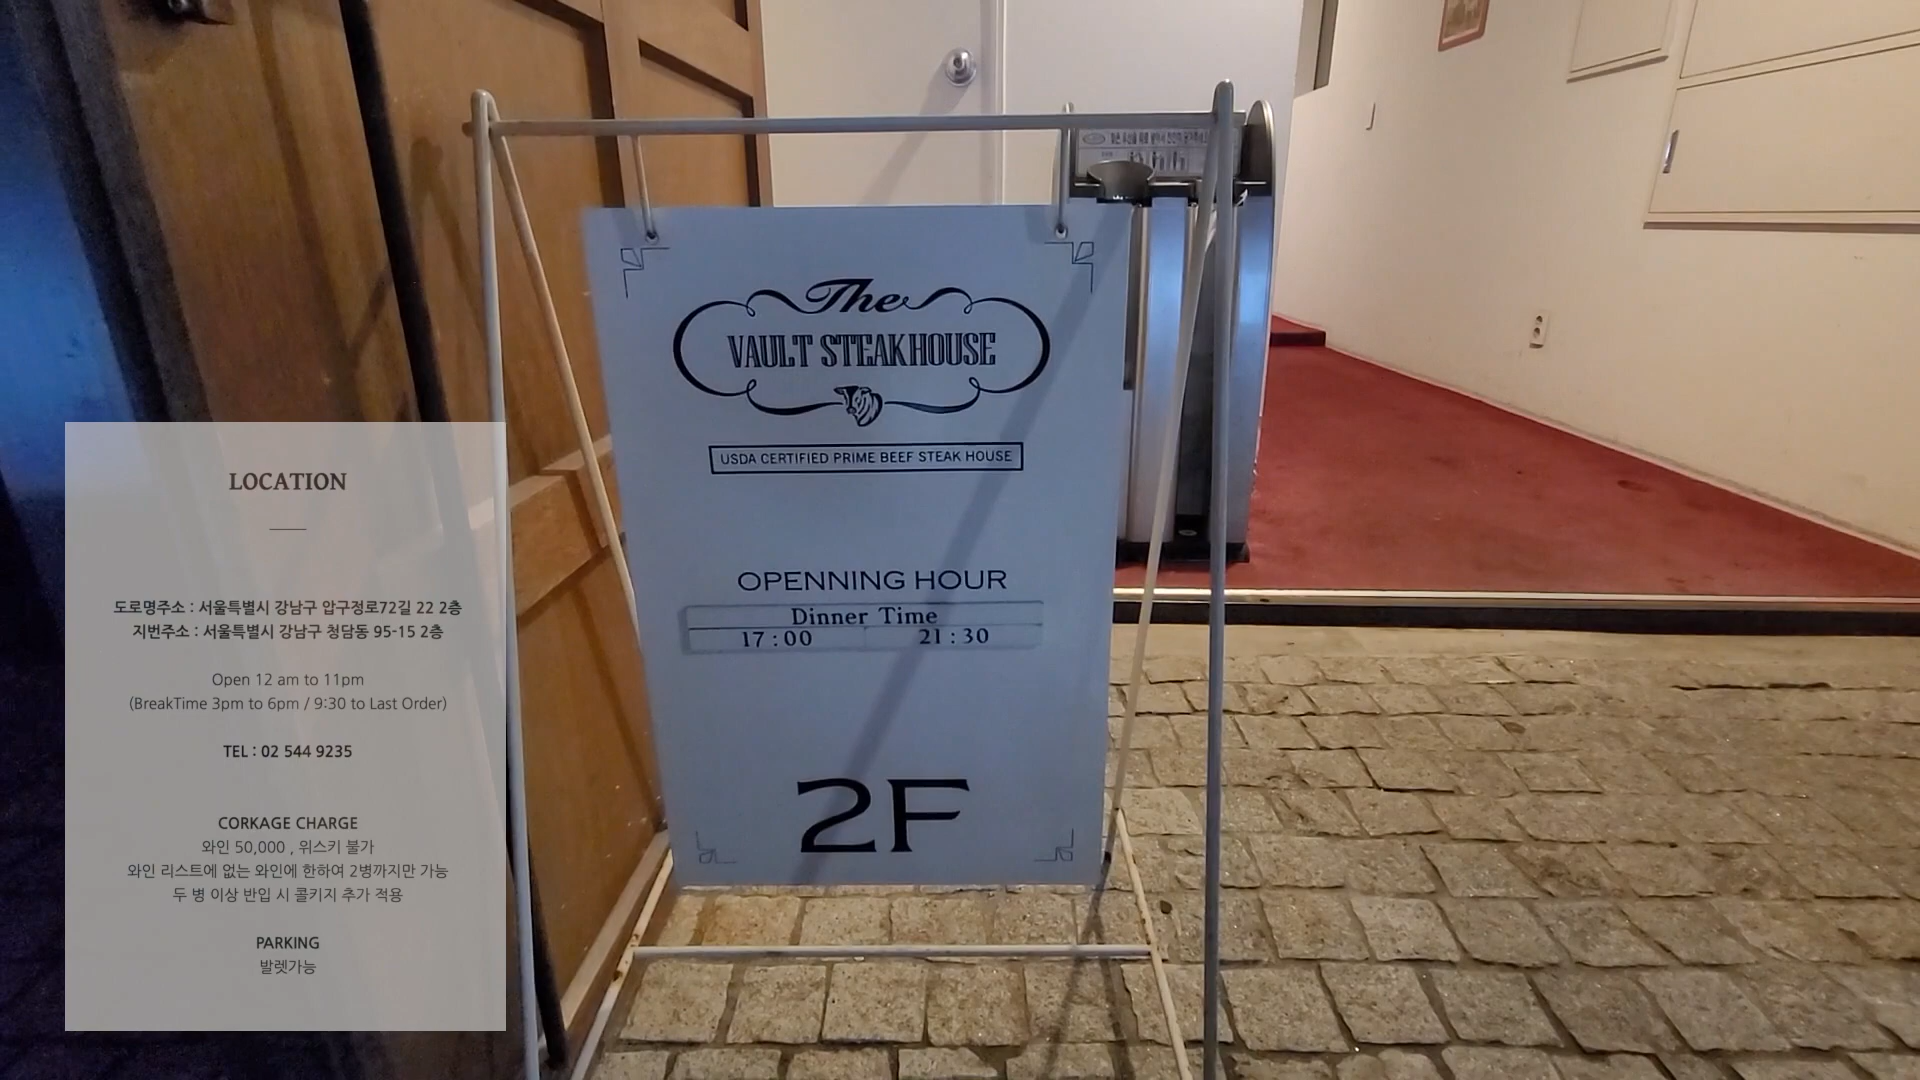 The
VAULT STEAKHOUSE
USDA CERTIFIED PRIME BEEF STEAK HOUSE
OPENNING HOUR
Dinner Time
17:00 21:30
2F
LOCATION
도로명주소 : 서울특별시 강남구 압구정로72길 22 2층
지번주소 : 서울특별시 강남구 청담동 95-15 2층
Open 12 am to 11pm
(BreakTime 3pm to 6pm / 9:30 to Last Order)
TEL : 02 544 9235
CORKAGE CHARGE
와인 50,000 , 위스키 불가
와인 리스트에 없는 와인에 한하여 2병까지만 가능
두 병 이상 반입 시 콜키지 추가 적용
PARKING
발렛가능